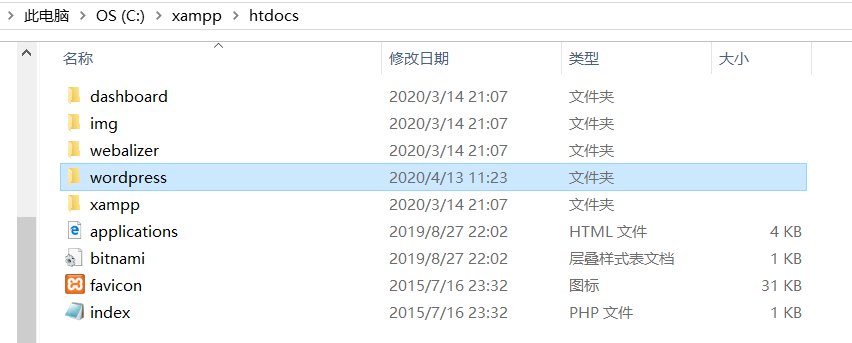 此电脑 > OS (C:) > xampp > htdocs
名称 修改日期 类型 大小
dashboard 2020/3/14 21:07 文件夹
img 2020/3/14 21:07 文件夹
webalizer 2020/3/14 21:07 文件夹
wordpress 2020/4/13 11:23 文件夹
xampp 2020/3/14 21:07 文件夹
applications 2019/8/27 22:02 HTML 文件 4 KB
bitnami 2019/8/27 22:02 层叠样式表文档 1 KB
favicon 2015/7/16 23:32 图标 31 KB
index 2015/7/16 23:32 PHP 文件 1 KB